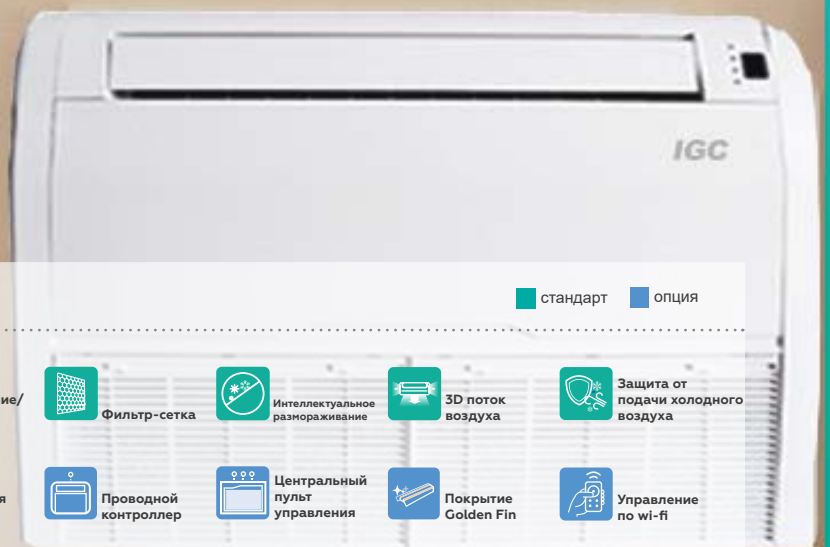 IGC
стандарт
опция
ие/
Фильтр-сетка
Интеллектуальное
размораживание
3D поток
воздуха
Защита от
подачи холодного
воздуха
я
Проводной
контроллер
Центральный
пульт
управления
Покрытие
Golden Fin
Управление
по wi-fi